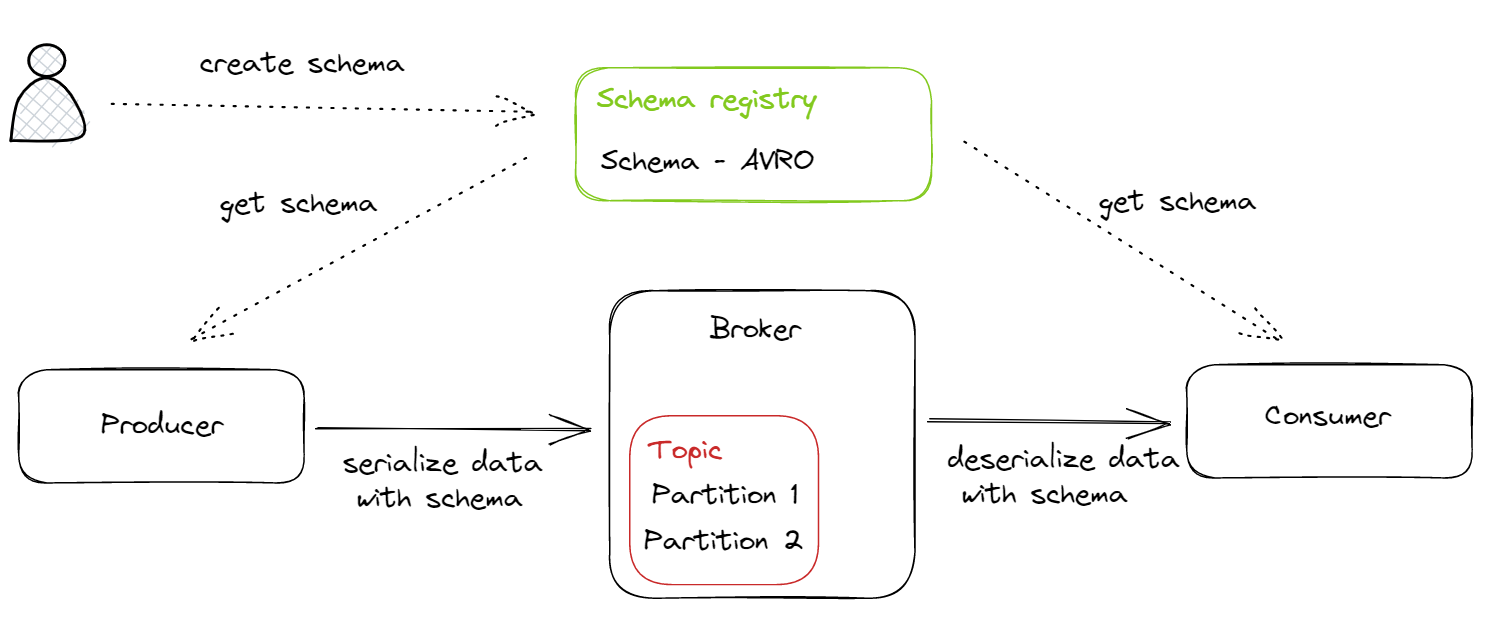 create schema
Schema registry
Schema - AVRO
get schema
get schema
Broker
Producer
Consumer
serialize data
with schema
Topic
Partition 1
Partition 2
deserialize data
with schema